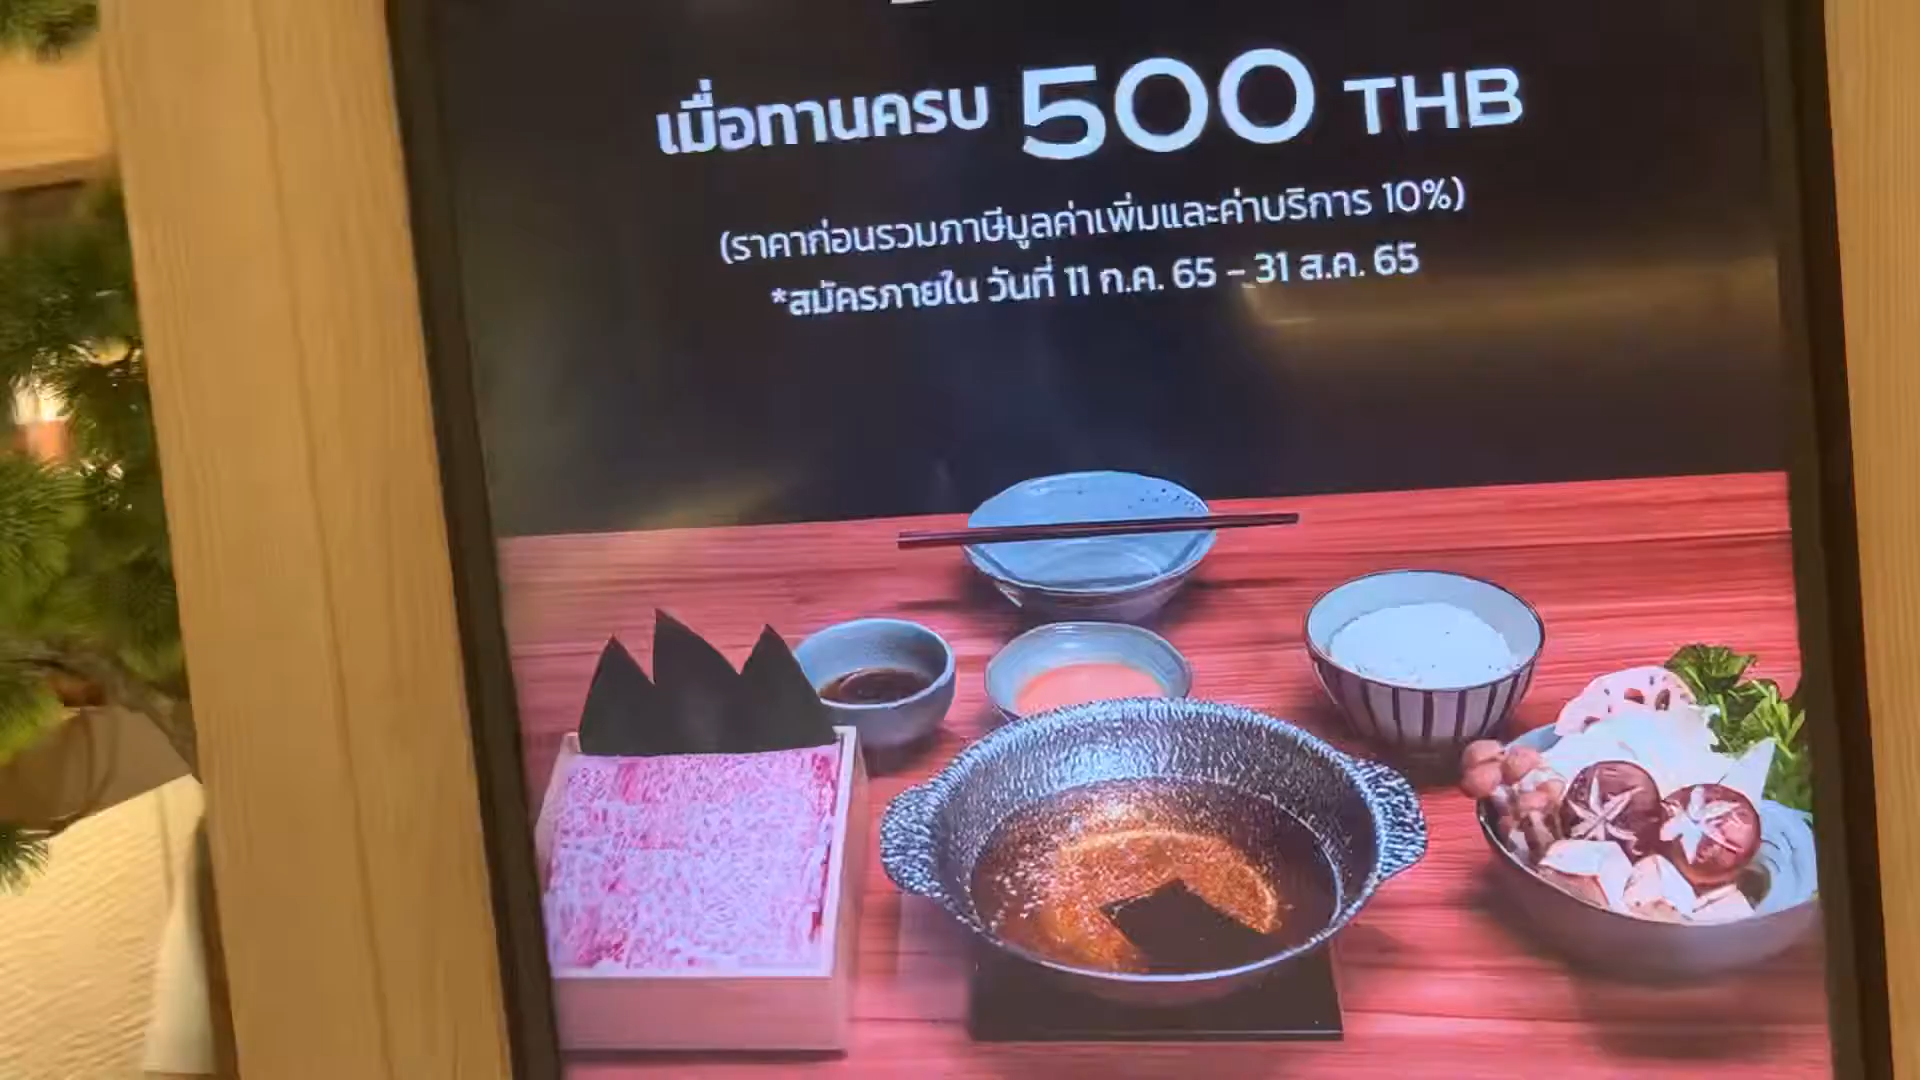 เมื่อทานครบ 500 THB
(ราคาก่อนรวมภาษีมูลค่าเพิ่มและค่าบริการ 10%)
*สมัครภายใน วันที่ 11 ก.ค. 65 - 31 ส.ค. 65